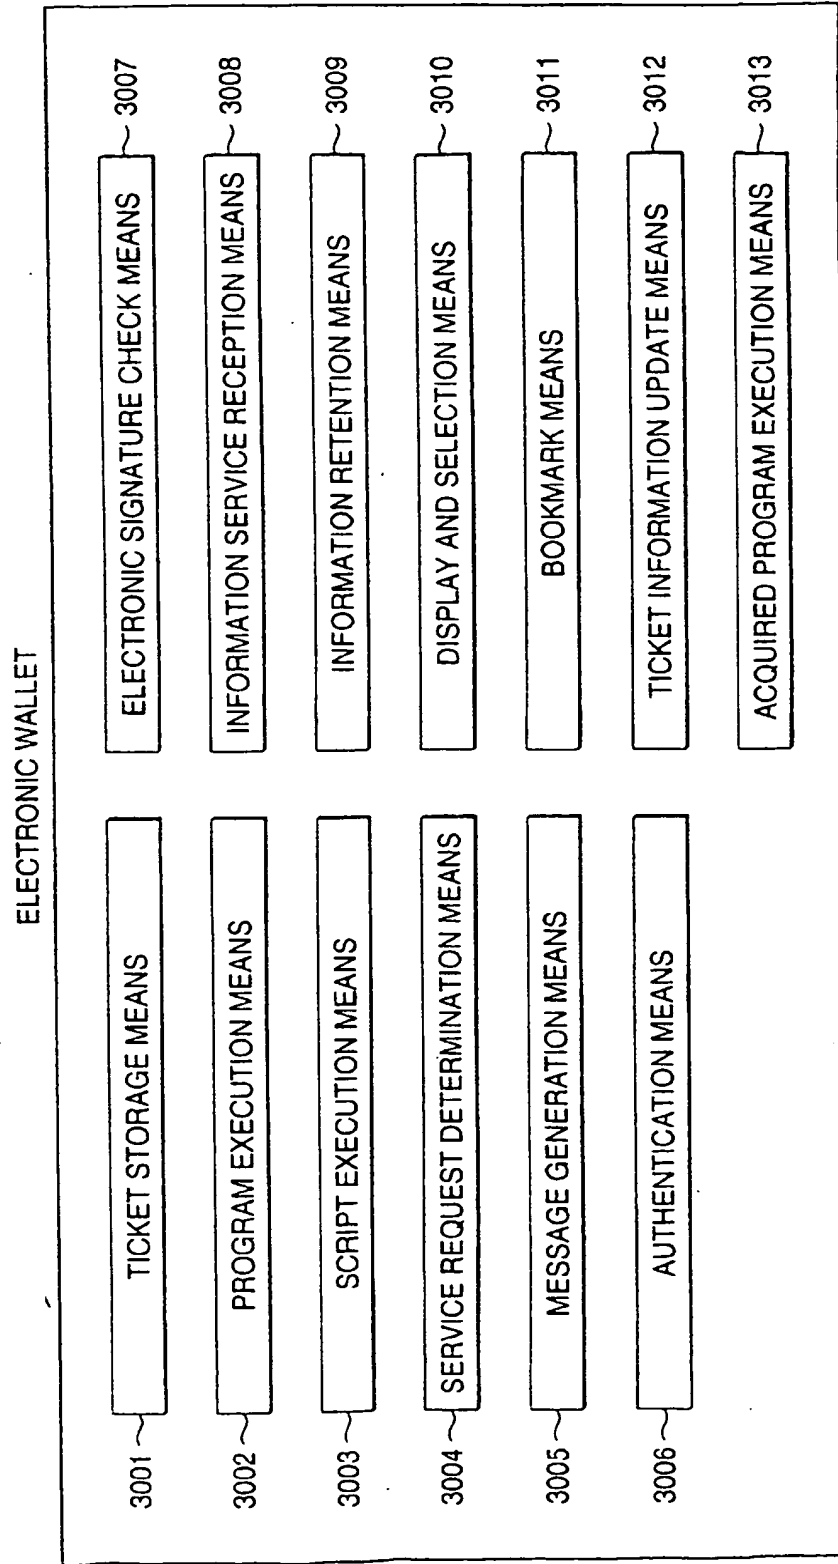 ELECTRONIC WALLET
3001 TICKET STORAGE MEANS
3002 PROGRAM EXECUTION MEANS
3003 SCRIPT EXECUTION MEANS
3004 SERVICE REQUEST DETERMINATION MEANS
3005 MESSAGE GENERATION MEANS
3006 AUTHENTICATION MEANS
ELECTRONIC SIGNATURE CHECK MEANS 3007
INFORMATION SERVICE RECEPTION MEANS 3008
INFORMATION RETENTION MEANS 3009
DISPLAY AND SELECTION MEANS 3010
BOOKMARK MEANS 3011
TICKET INFORMATION UPDATE MEANS 3012
ACQUIRED PROGRAM EXECUTION MEANS 3013